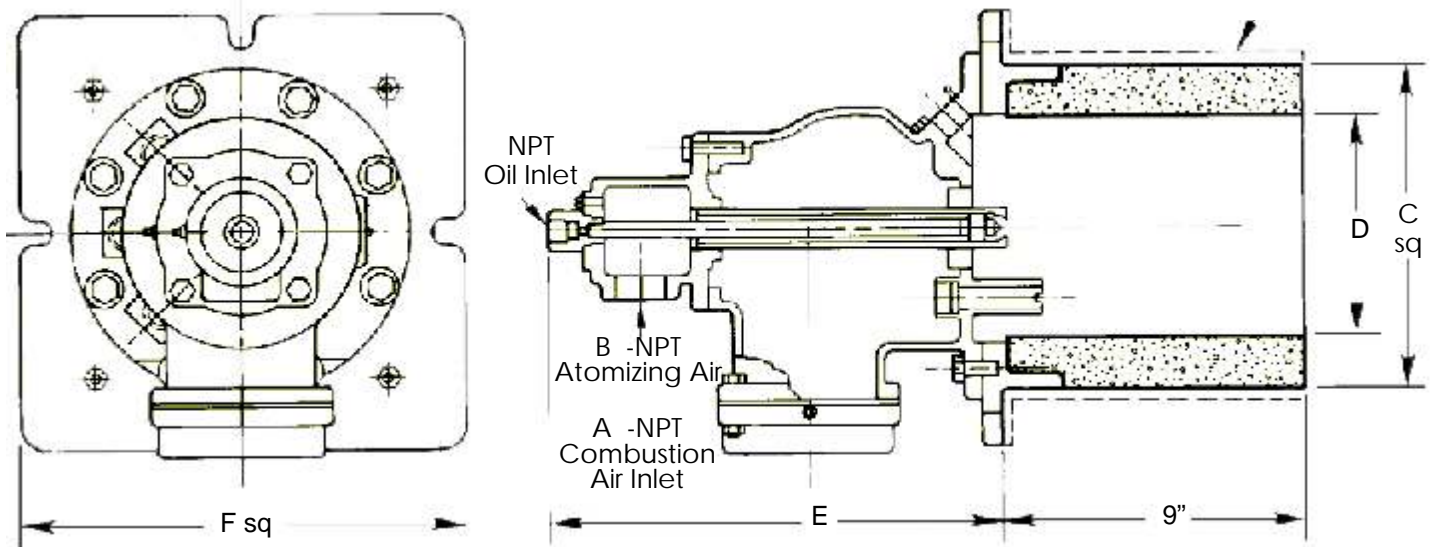 NPT
Oil Inlet
B -NPT
Atomizing Air
A -NPT
Combustion
Air Inlet
F sq
E
9”
D
C
sq